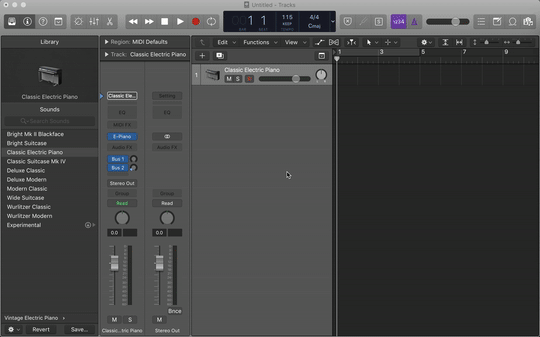 Untitled - Tracks
1 1
115
KEEP
4/4
Cmaj
1234
Library
Region: MIDI Defaults
Track: Classic Electric Piano
Edit
Functions
View
1
3
5
7
9
Classic Electric Piano
Sounds
Search Sounds
Bright Mk II Blackface
Bright Suitcase
Classic Electric Piano
Classic Suitcase Mk IV
Deluxe Classic
Deluxe Modern
Modern Classic
Wide Suitcase
Wurlitzer Classic
Wurlitzer Modern
Experimental
Vintage Electric Piano
Revert
Save...
Classic Ele...
Setting
EQ
EQ
MIDI FX
E-Piano
Audio FX
Audio FX
Bus 1
Bus 2
Stereo Out
Group
Group
Read
Read
0.0
0.0
Bnce
M
S
M
Classic...tric Piano
Stereo Out
1
Classic Electric Piano
M
S
R